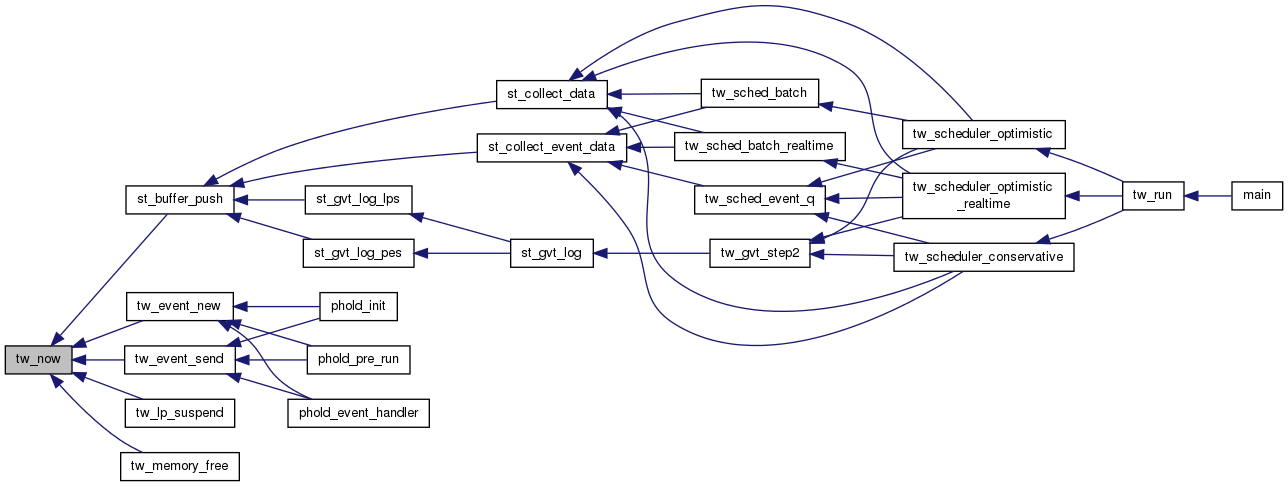 tw_now
st_buffer_push
tw_event_new
tw_event_send
tw_lp_suspend
tw_memory_free
st_collect_data
st_collect_event_data
st_gvt_log_lps
st_gvt_log_pes
phold_init
phold_pre_run
phold_event_handler
st_gvt_log
tw_sched_batch
tw_sched_batch_realtime
tw_sched_event_q
tw_gvt_step2
tw_scheduler_optimistic
tw_scheduler_optimistic
_realtime
tw_scheduler_conservative
tw_run
main